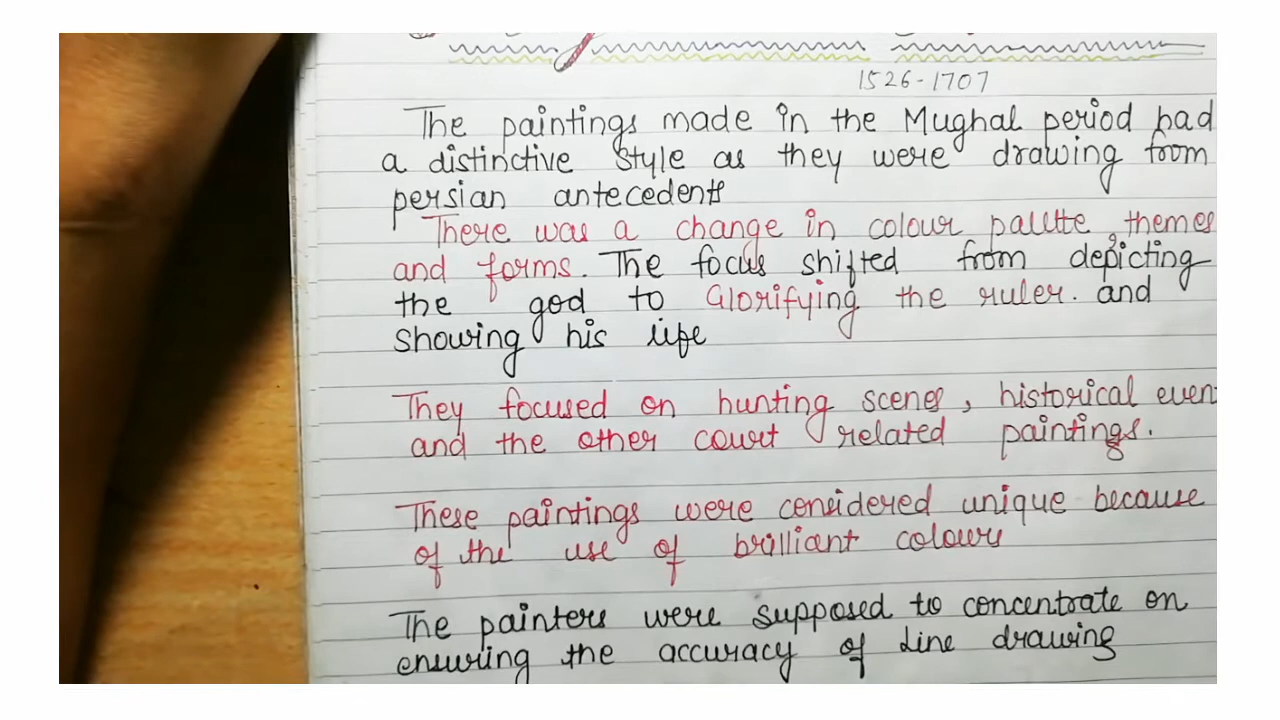 1526-1707
The paintings made in the Mughal period had
a distinctive style as they were drawing from
persian antecedents
There was a change in colour palette, themes
and forms. The focus shifted from depicting
the god to Glorifying the ruler. and
showing his life
They focused on hunting scenes, historical even
and the other court related paintings.
These paintings were considered unique because
of the use of brilliant colours
The painters were supposed to concentrate on
ensuring the accuracy of line drawing